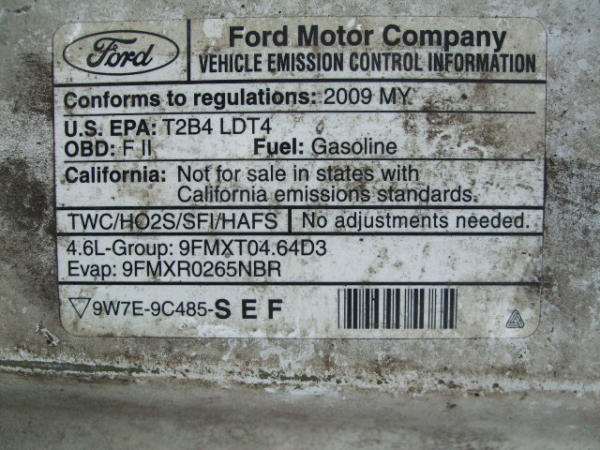 Ford
Ford Motor Company
VEHICLE EMISSION CONTROL INFORMATION
Conforms to regulations: 2009 MY
U.S. EPA: T2B4 LDT4
OBD: F II Fuel: Gasoline
California: Not for sale in states with
California emissions standards.
TWC/HO2S/SFI/HAFS No adjustments needed.
4.6L-Group: 9FMXT04.64D3
Evap: 9FMXR0265NBR
▽9W7E-9C485-SEF